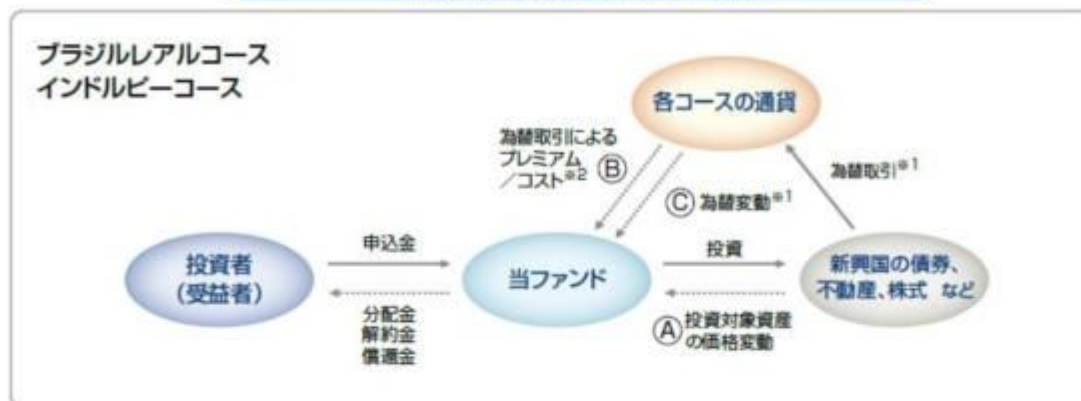 ブラジルレアルコース
インドルピーコース
各コースの通貨
為替取引による
プレミアム
／コスト※2
Ⓑ
Ⓒ 為替変動※1
為替取引※1
投資者
（受益者）
申込金
分配金
解約金
償還金
当ファンド
投資
Ⓐ 投資対象資産
の価格変動
新興国の債券、
不動産、株式 など